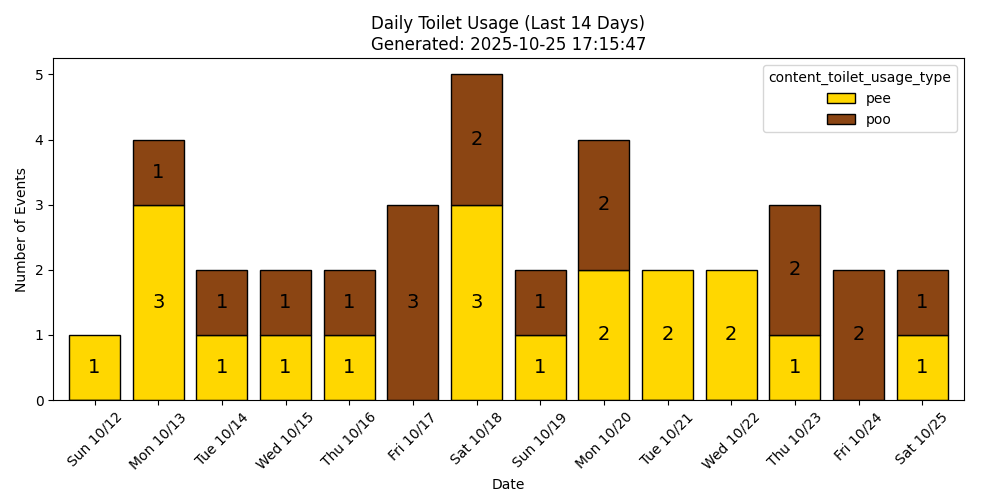 Daily Toilet Usage (Last 14 Days)
Generated: 2025-10-25 17:15:47
content_toilet_usage_type
pee
poo
Number of Events
5
4
3
2
1
0
1
3
1
1
1
1
1
1
1
3
3
2
1
1
2
2
2
2
1
2
2
1
1
Sun 10/12
Mon 10/13
Tue 10/14
Wed 10/15
Thu 10/16
Fri 10/17
Sat 10/18
Sun 10/19
Mon 10/20
Tue 10/21
Wed 10/22
Thu 10/23
Fri 10/24
Sat 10/25
Date